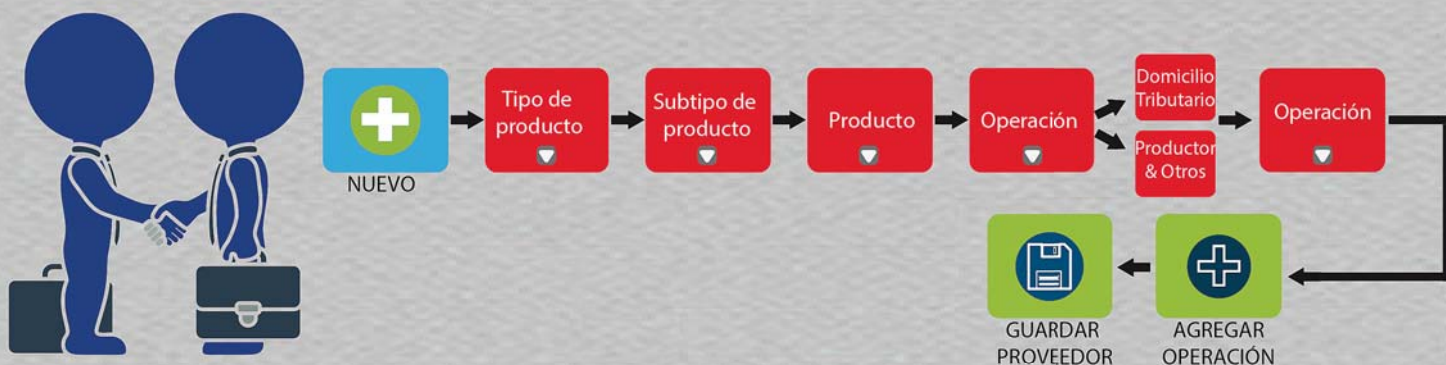 NUEVO
Tipo de
producto
Subtipo de
producto
Producto
Operación
Domicilio
Tributario
Productor
& Otros
Operación
AGREGAR
OPERACIÓN
GUARDAR
PROVEEDOR